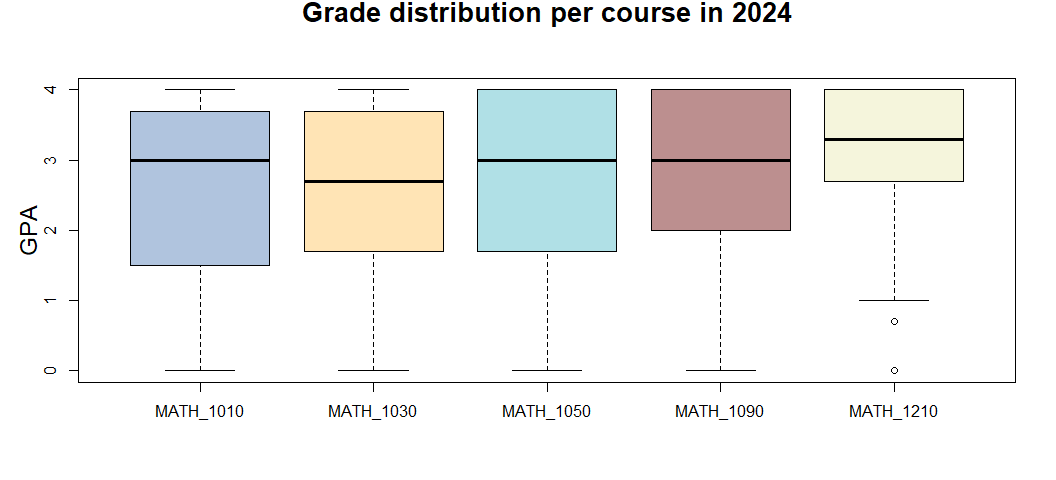 Grade distribution per course in 2024
GPA
4
3
2
1
0
MATH_1010 MATH_1030 MATH_1050 MATH_1090 MATH_1210